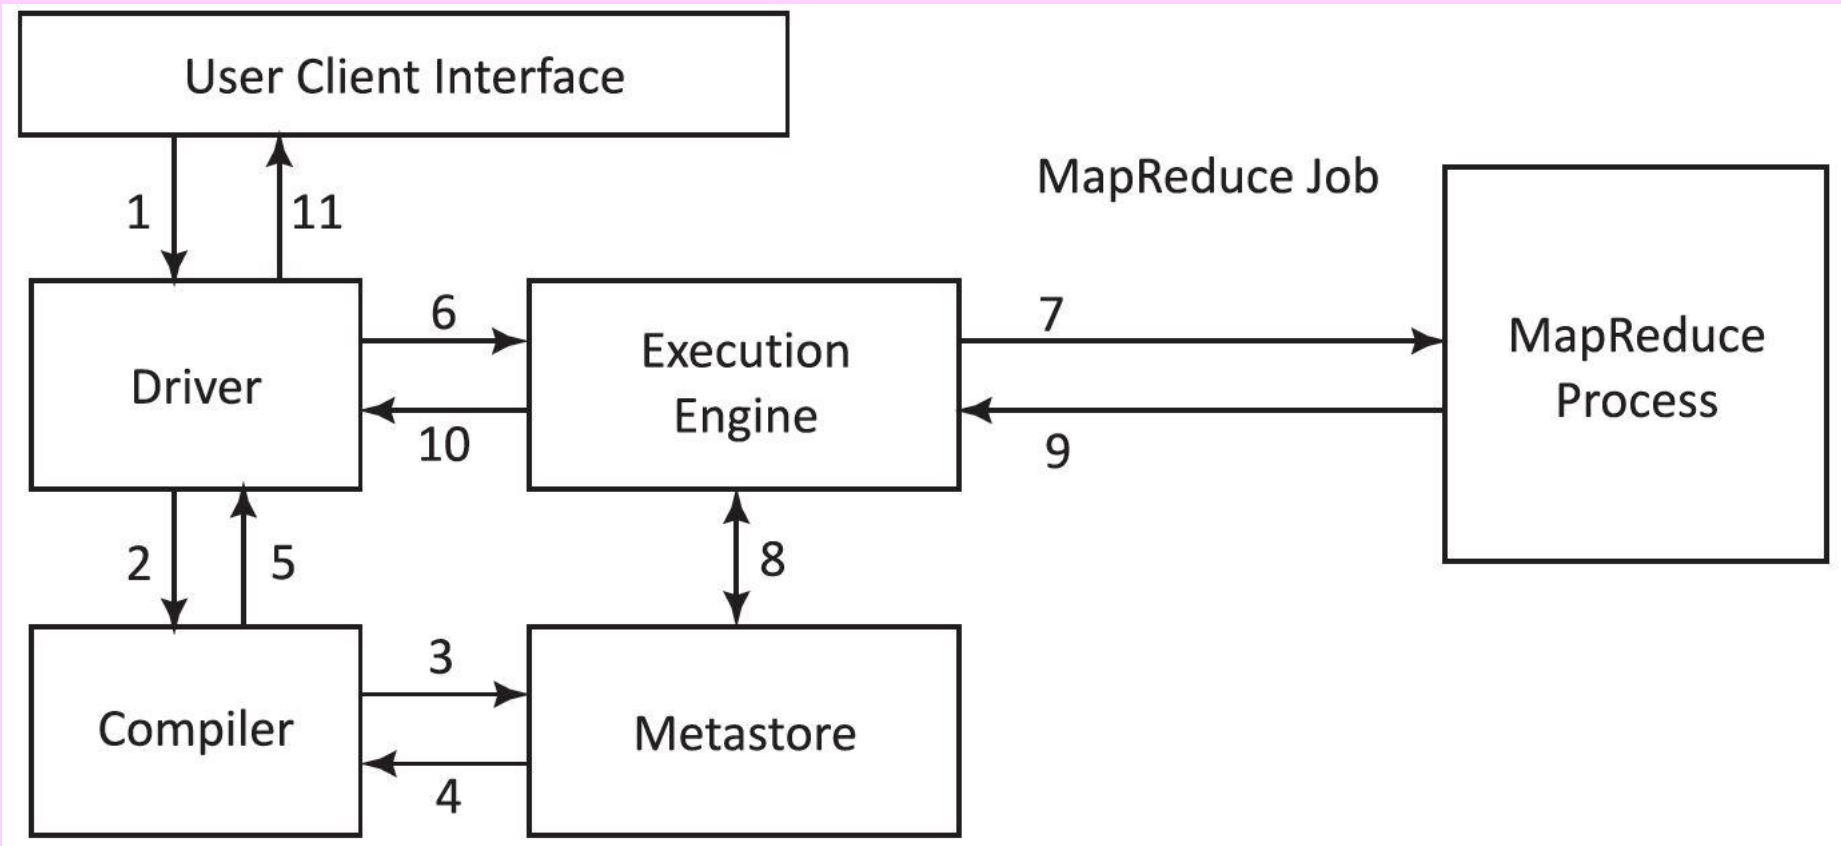 User Client Interface
MapReduce Job
1
11
6
7
Driver
Execution
Engine
MapReduce
Process
10
9
2
5
8
3
Compiler
Metastore
4